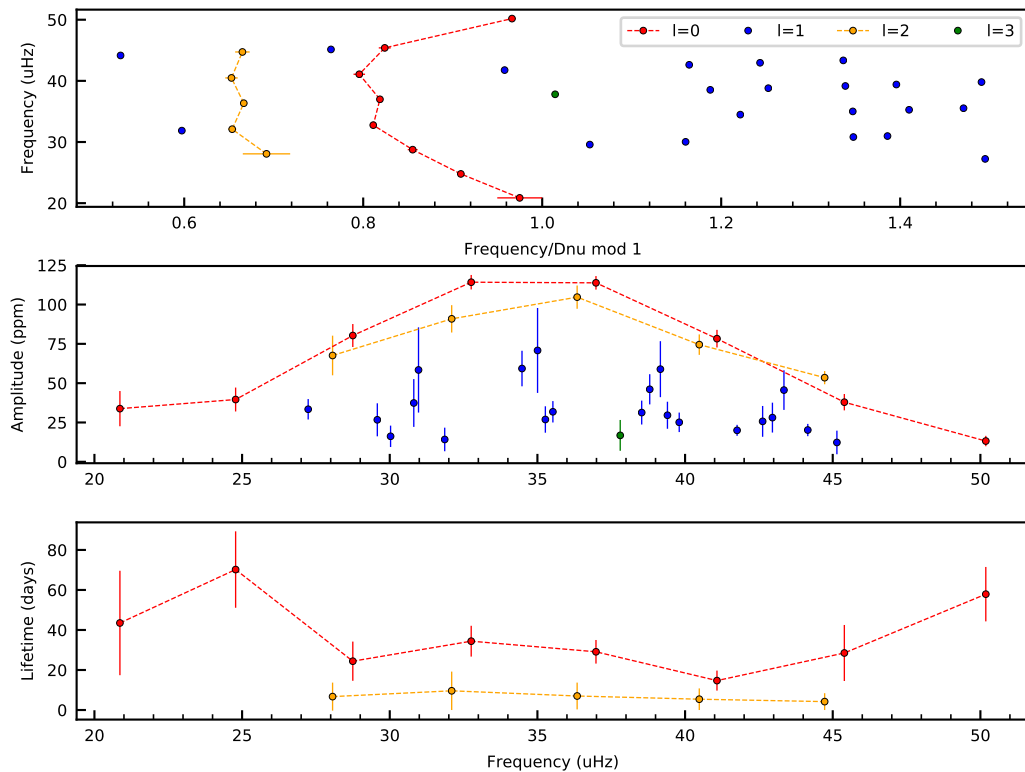 50
40
30
20
Frequency (uHz)
l=0 l=1 l=2 l=3
0.6 0.8 1.0 1.2 1.4
Frequency/Dnu mod 1
125
100
75
50
25
0
Amplitude (ppm)
20 25 30 35 40 45 50
80
60
40
20
0
Lifetime (days)
20 25 30 35 40 45 50
Frequency (uHz)